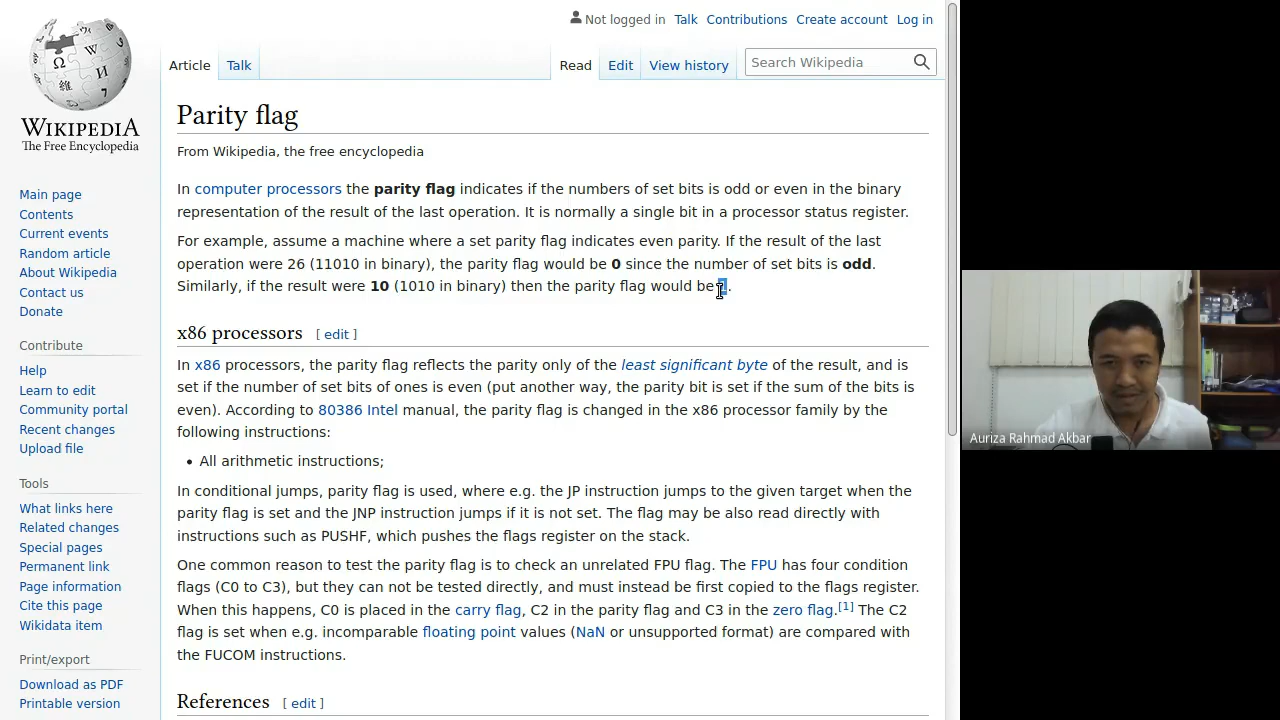 Not logged in Talk Contributions Create account Log in
Article Talk Read Edit View history Search Wikipedia
WIKIPEDIA
The Free Encyclopedia
Main page
Contents
Current events
Random article
About Wikipedia
Contact us
Donate
Contribute
Help
Learn to edit
Community portal
Recent changes
Upload file
Tools
What links here
Related changes
Special pages
Permanent link
Page information
Cite this page
Wikidata item
Print/export
Download as PDF
Printable version
Parity flag
From Wikipedia, the free encyclopedia
In computer processors the parity flag indicates if the numbers of set bits is odd or even in the binary
representation of the result of the last operation. It is normally a single bit in a processor status register.
For example, assume a machine where a set parity flag indicates even parity. If the result of the last
operation were 26 (11010 in binary), the parity flag would be 0 since the number of set bits is odd.
Similarly, if the result were 10 (1010 in binary) then the parity flag would be .
x86 processors [ edit ]
In x86 processors, the parity flag reflects the parity only of the least significant byte of the result, and is
set if the number of set bits of ones is even (put another way, the parity bit is set if the sum of the bits is
even). According to 80386 Intel manual, the parity flag is changed in the x86 processor family by the
following instructions:
• All arithmetic instructions;
In conditional jumps, parity flag is used, where e.g. the JP instruction jumps to the given target when the
parity flag is set and the JNP instruction jumps if it is not set. The flag may be also read directly with
instructions such as PUSHF, which pushes the flags register on the stack.
One common reason to test the parity flag is to check an unrelated FPU flag. The FPU has four condition
flags (C0 to C3), but they can not be tested directly, and must instead be first copied to the flags register.
When this happens, C0 is placed in the carry flag, C2 in the parity flag and C3 in the zero flag.[1] The C2
flag is set when e.g. incomparable floating point values (NaN or unsupported format) are compared with
the FUCOM instructions.
References [ edit ]
Auriza Rahmad Akbar